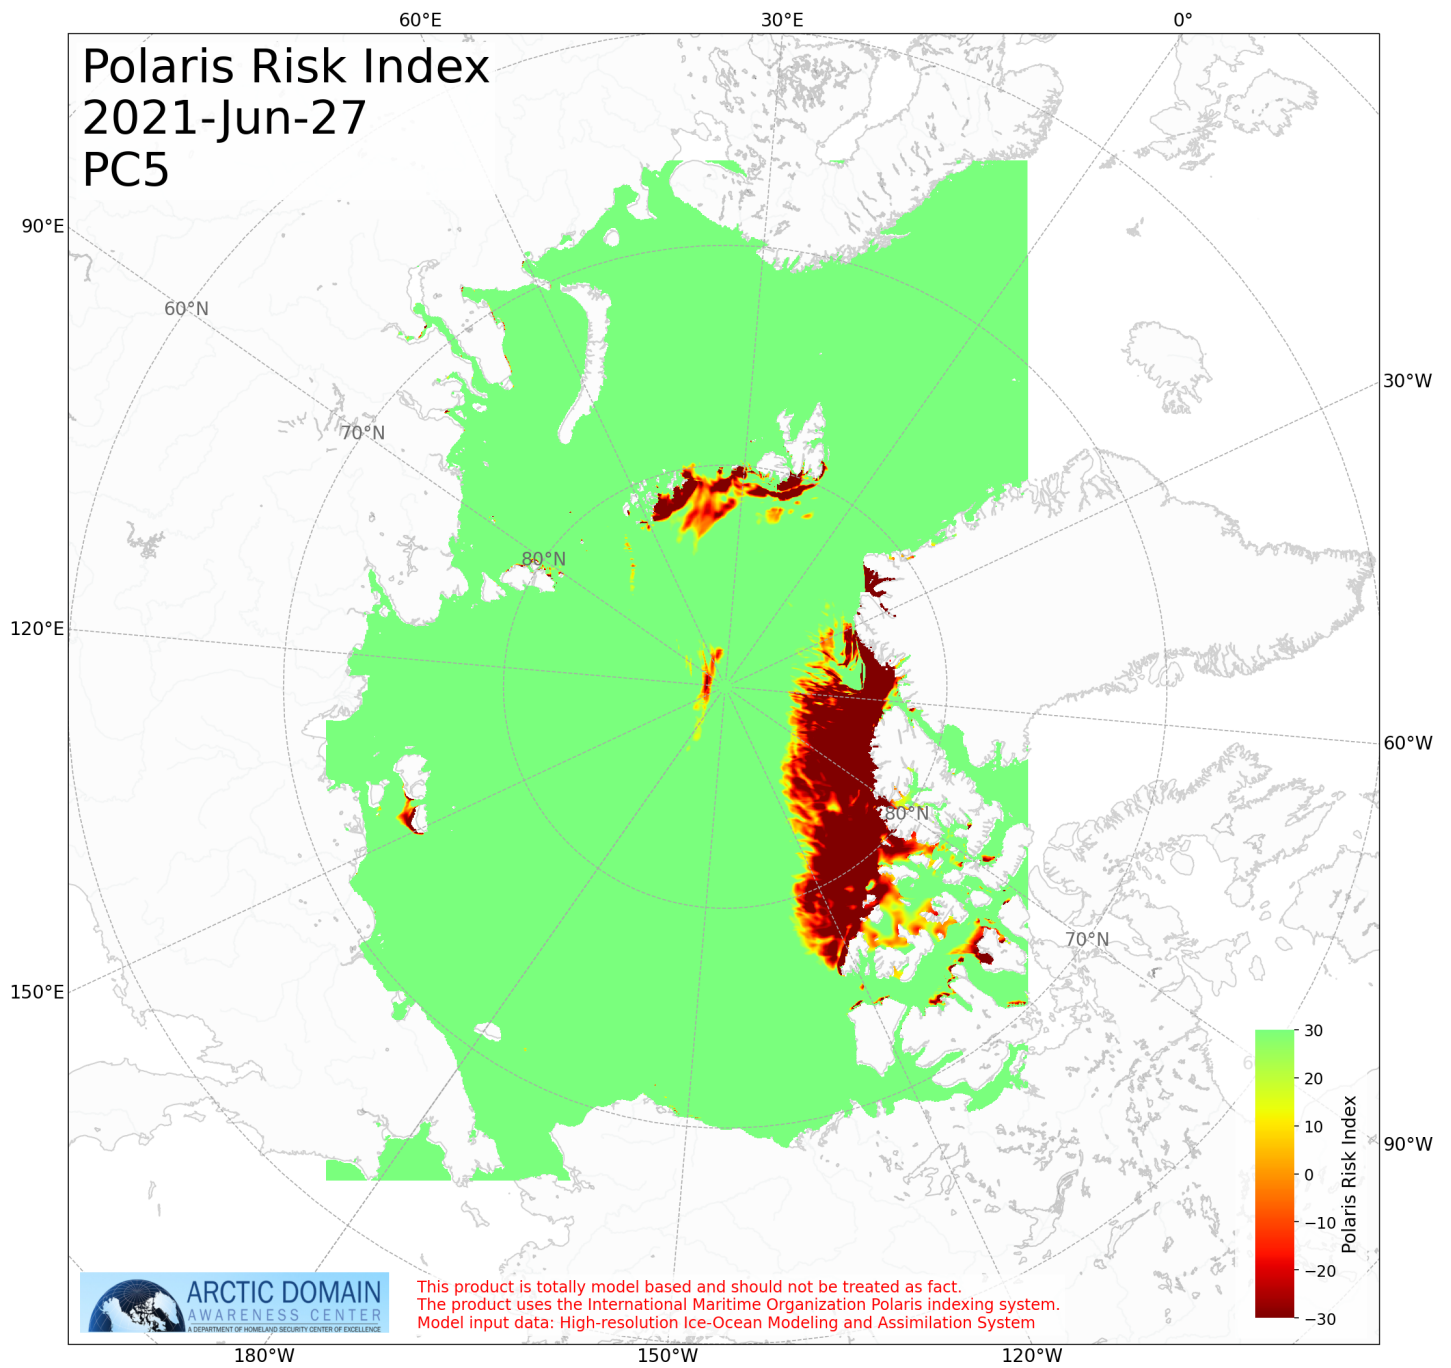 60°E 30°E 0°
Polaris Risk Index
2021-Jun-27
PC5
90°E
60°N
30°W
70°N
80°N
120°E
60°W
80°N
70°N
150°E
30
20
10
0
−10
−20
−30
Polaris Risk Index
90°W
ARCTIC DOMAIN
AWARENESS CENTER
A DEPARTMENT OF HOMELAND SECURITY CENTER OF EXCELLENCE
This product is totally model based and should not be treated as fact.
The product uses the International Maritime Organization Polaris indexing system.
Model input data: High-resolution Ice-Ocean Modeling and Assimilation System
180°W 150°W 120°W